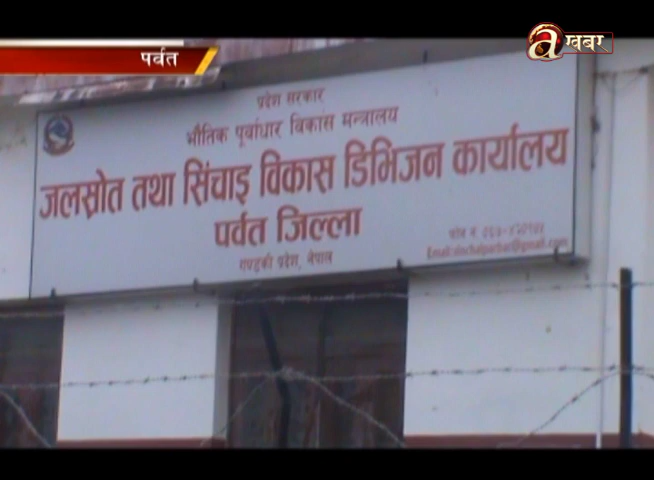 पर्वत
a खबर
प्रदेश सरकार
भौतिक पूर्वाधार विकास मन्त्रालय
जलस्रोत तथा सिंचाइ विकास डिभिजन कार्यालय
पर्वत जिल्ला
गण्डकी प्रदेश, नेपाल
फोन नं.